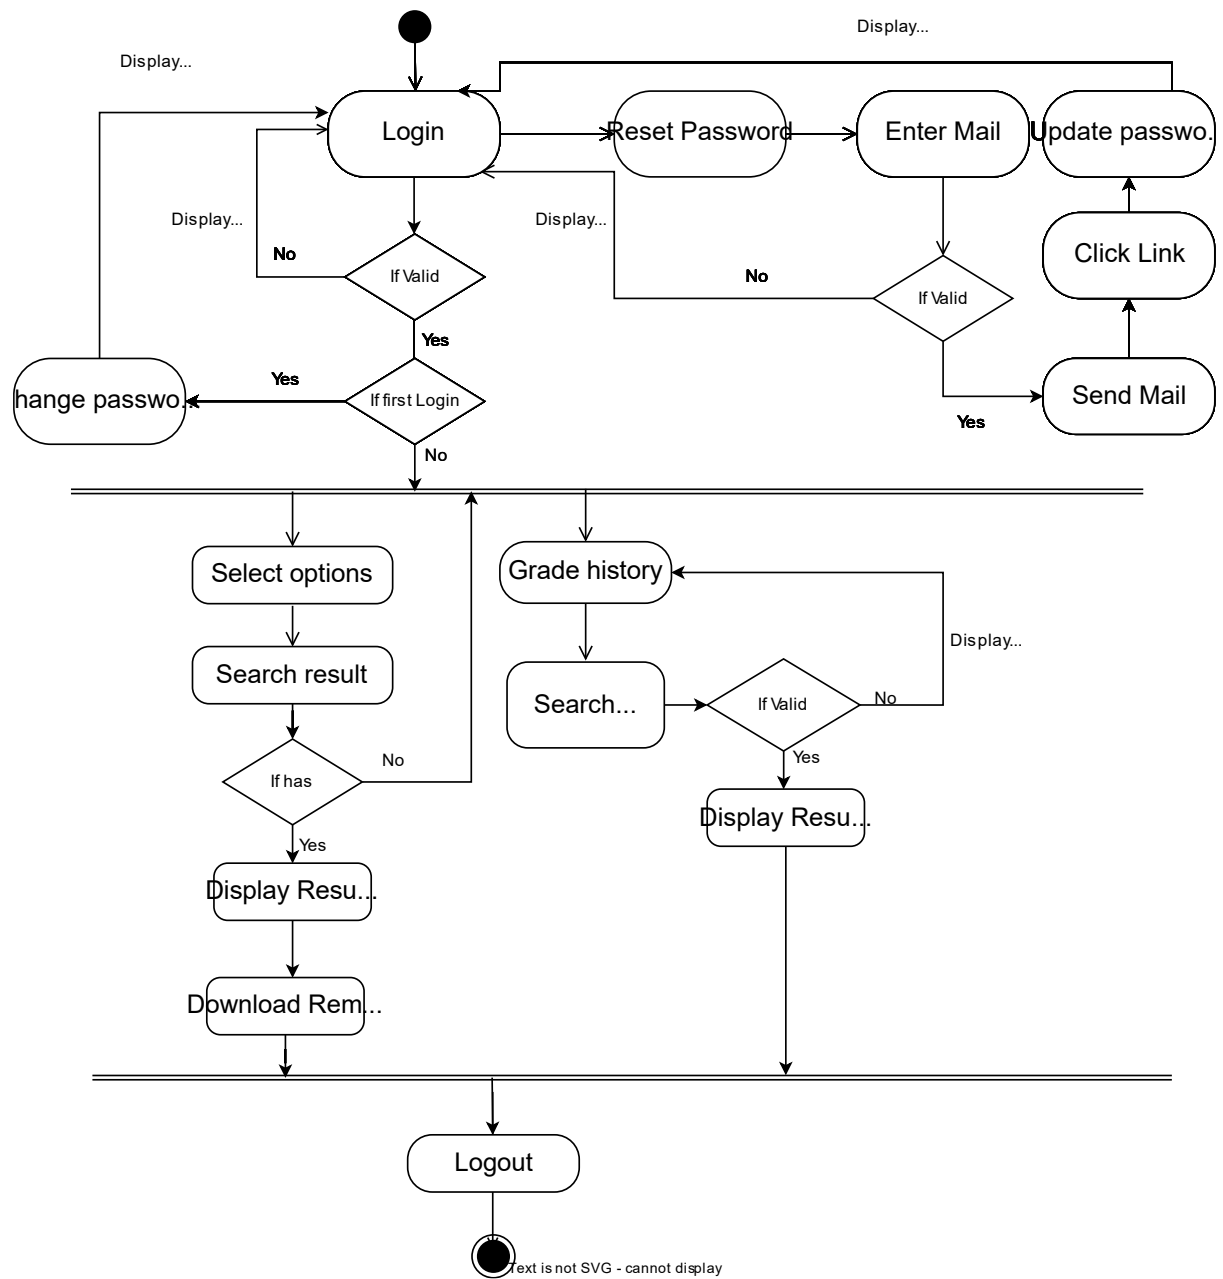 Display...
Display...
Login
Reset Password
Enter Mail
Update passwo...
Display...
Display...
No
If Valid
Click Link
No
If Valid
Yes
Yes
If first Login
hange passwo...
Send Mail
Yes
No
Select options
Grade history
Display...
Search result
Search...
If Valid
No
No
Yes
If has
Display Resu...
Yes
Display Resu...
Download Rem...
Logout
Text is not SVG - cannot display